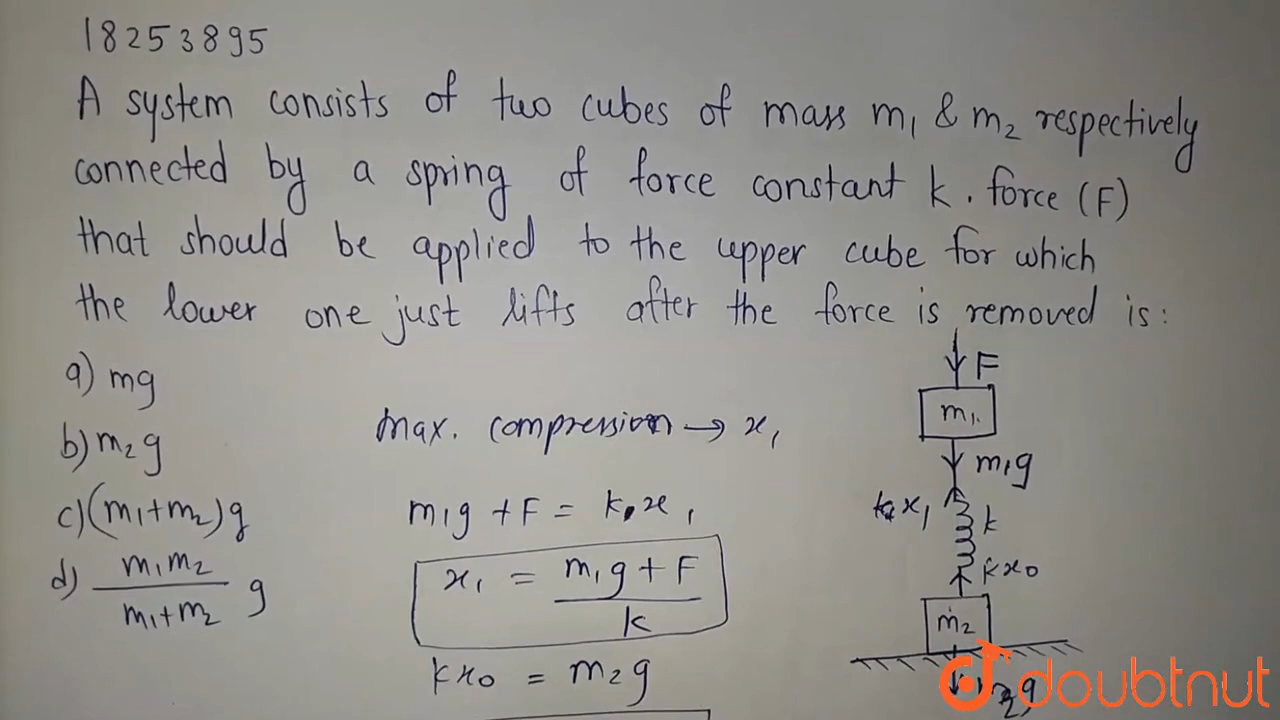 18253895
A system consists of two cubes of mass m₁ & m₂ respectively
connected by a spring of force constant k. force (F)
that should be applied to the upper cube for which
the lower one just lifts after the force is removed is:
a) mg
b) m₂g
c) (m₁+m₂)g
d) m₁m₂ / m₁+m₂ g
max. compression → x₁
m₁g + F = k x₁
x₁ = m₁g + F / k
kx₀ = m₂g
F
m₁
m₁g
kx₁
k
kx₀
m₂
m₂g
doubtnut